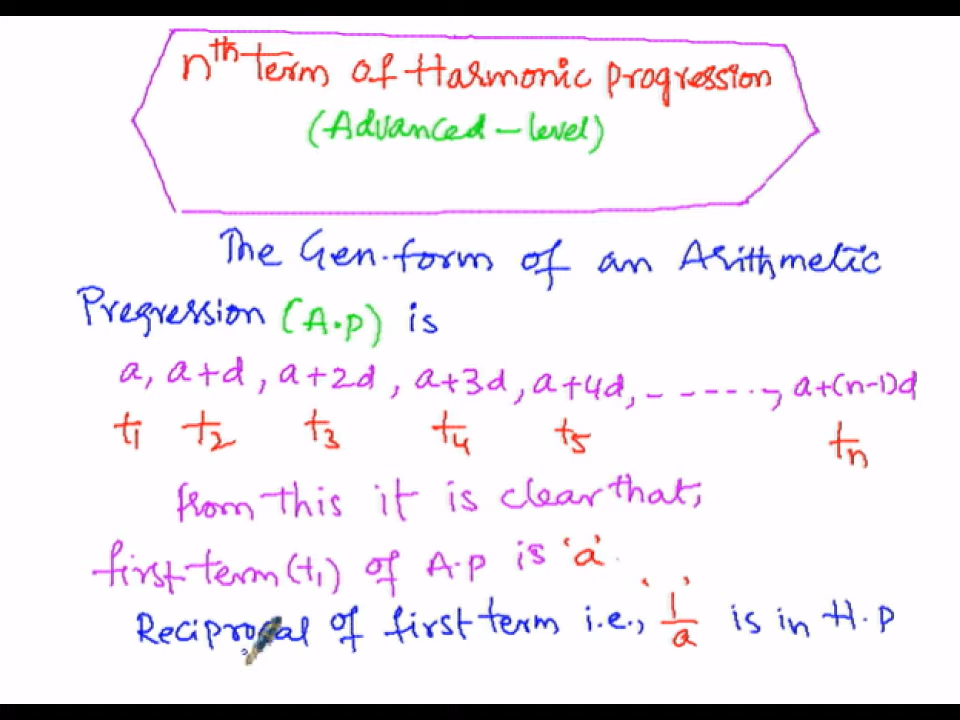 nth term of Harmonic progression
(Advanced-level)
The Gen.form of an Arithmetic
Progression (A.p) is
a, a+d, a+2d, a+3d, a+4d, - - - - - - -, a+(n-1)d
t1 t2 t3 t4 t5 tn
from this it is clear that,
first term (t1) of A.p is 'a'.
Reciprocal of first term i.e., '1/a' is in H.p